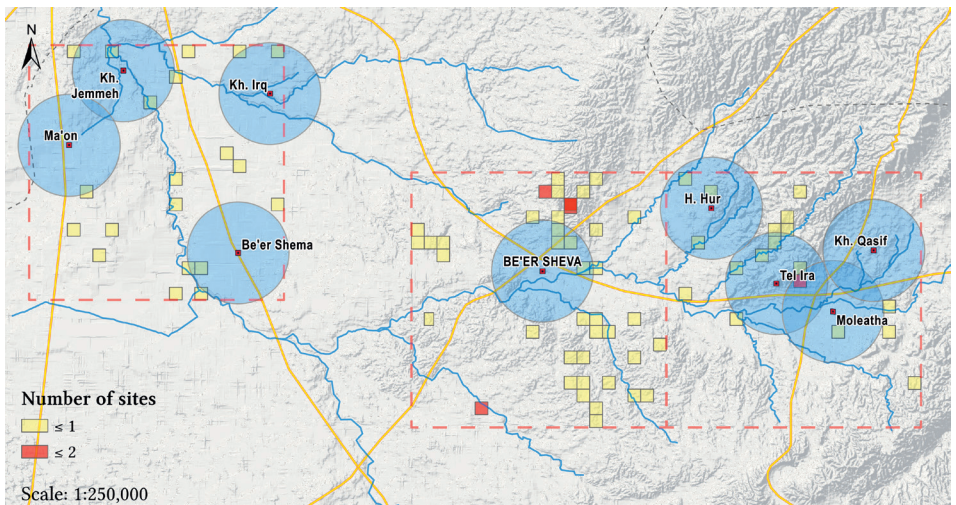 N
Kh.
Jemmeh
Kh. Irq
Ma'on
Be'er Shema
BE'ER SHEVA
H. Hur
Kh. Qasif
Tel Ira
Moleatha
Number of sites
≤ 1
≤ 2
Scale: 1:250,000